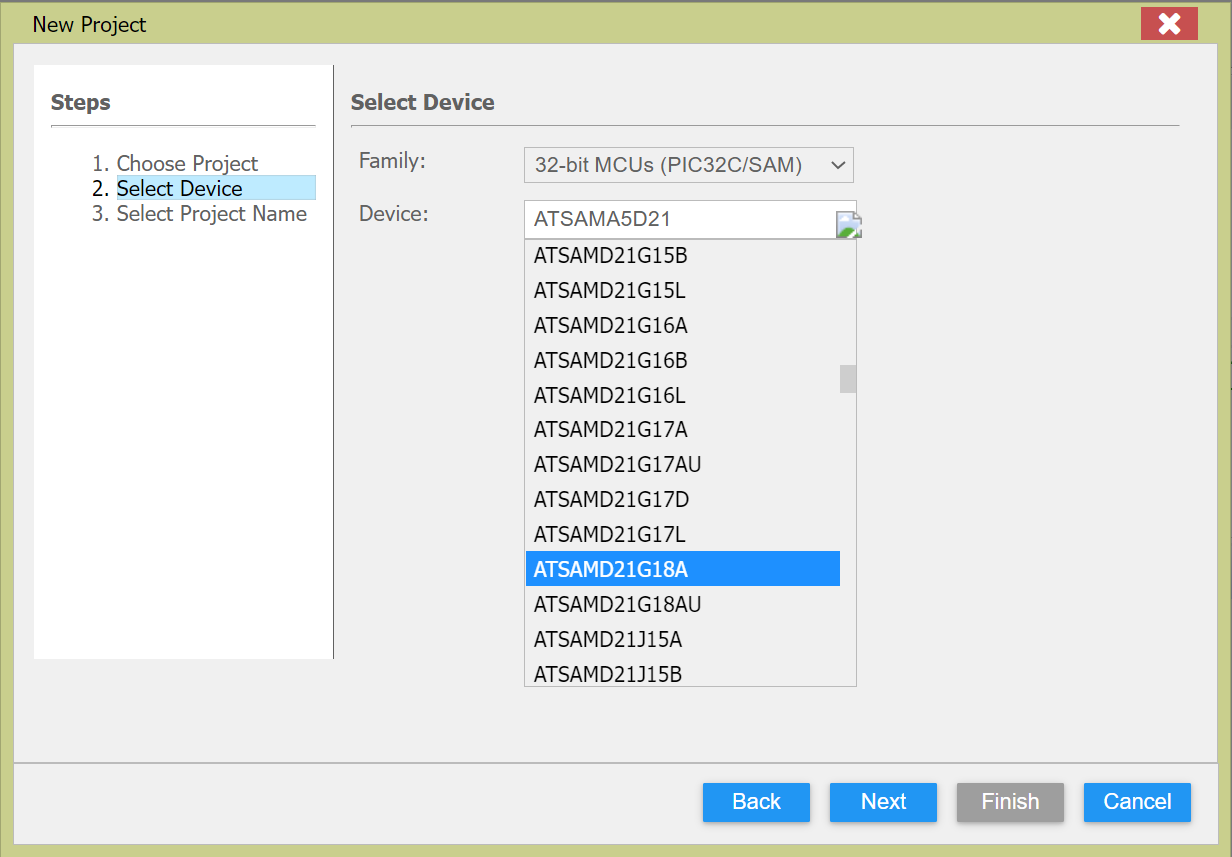 New Project
Steps
1. Choose Project
2. Select Device
3. Select Project Name
Select Device
Family:
32-bit MCUs (PIC32C/SAM)
Device:
ATSAMA5D21
ATSAMD21G15B
ATSAMD21G15L
ATSAMD21G16A
ATSAMD21G16B
ATSAMD21G16L
ATSAMD21G17A
ATSAMD21G17AU
ATSAMD21G17D
ATSAMD21G17L
ATSAMD21G18A
ATSAMD21G18AU
ATSAMD21J15A
ATSAMD21J15B
Back
Next
Finish
Cancel